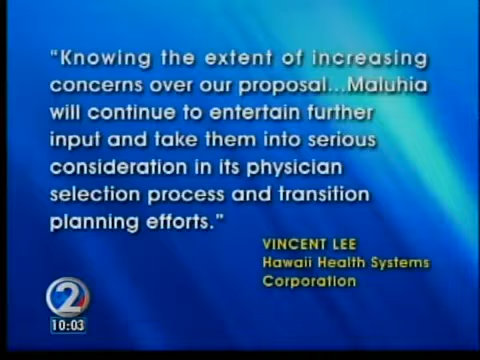 “Knowing the extent of increasing
concerns over our proposal...Maluhia
will continue to entertain further
input and take them into serious
consideration in its physician
selection process and transition
planning efforts.”
VINCENT LEE
Hawaii Health Systems
Corporation
2
10:03